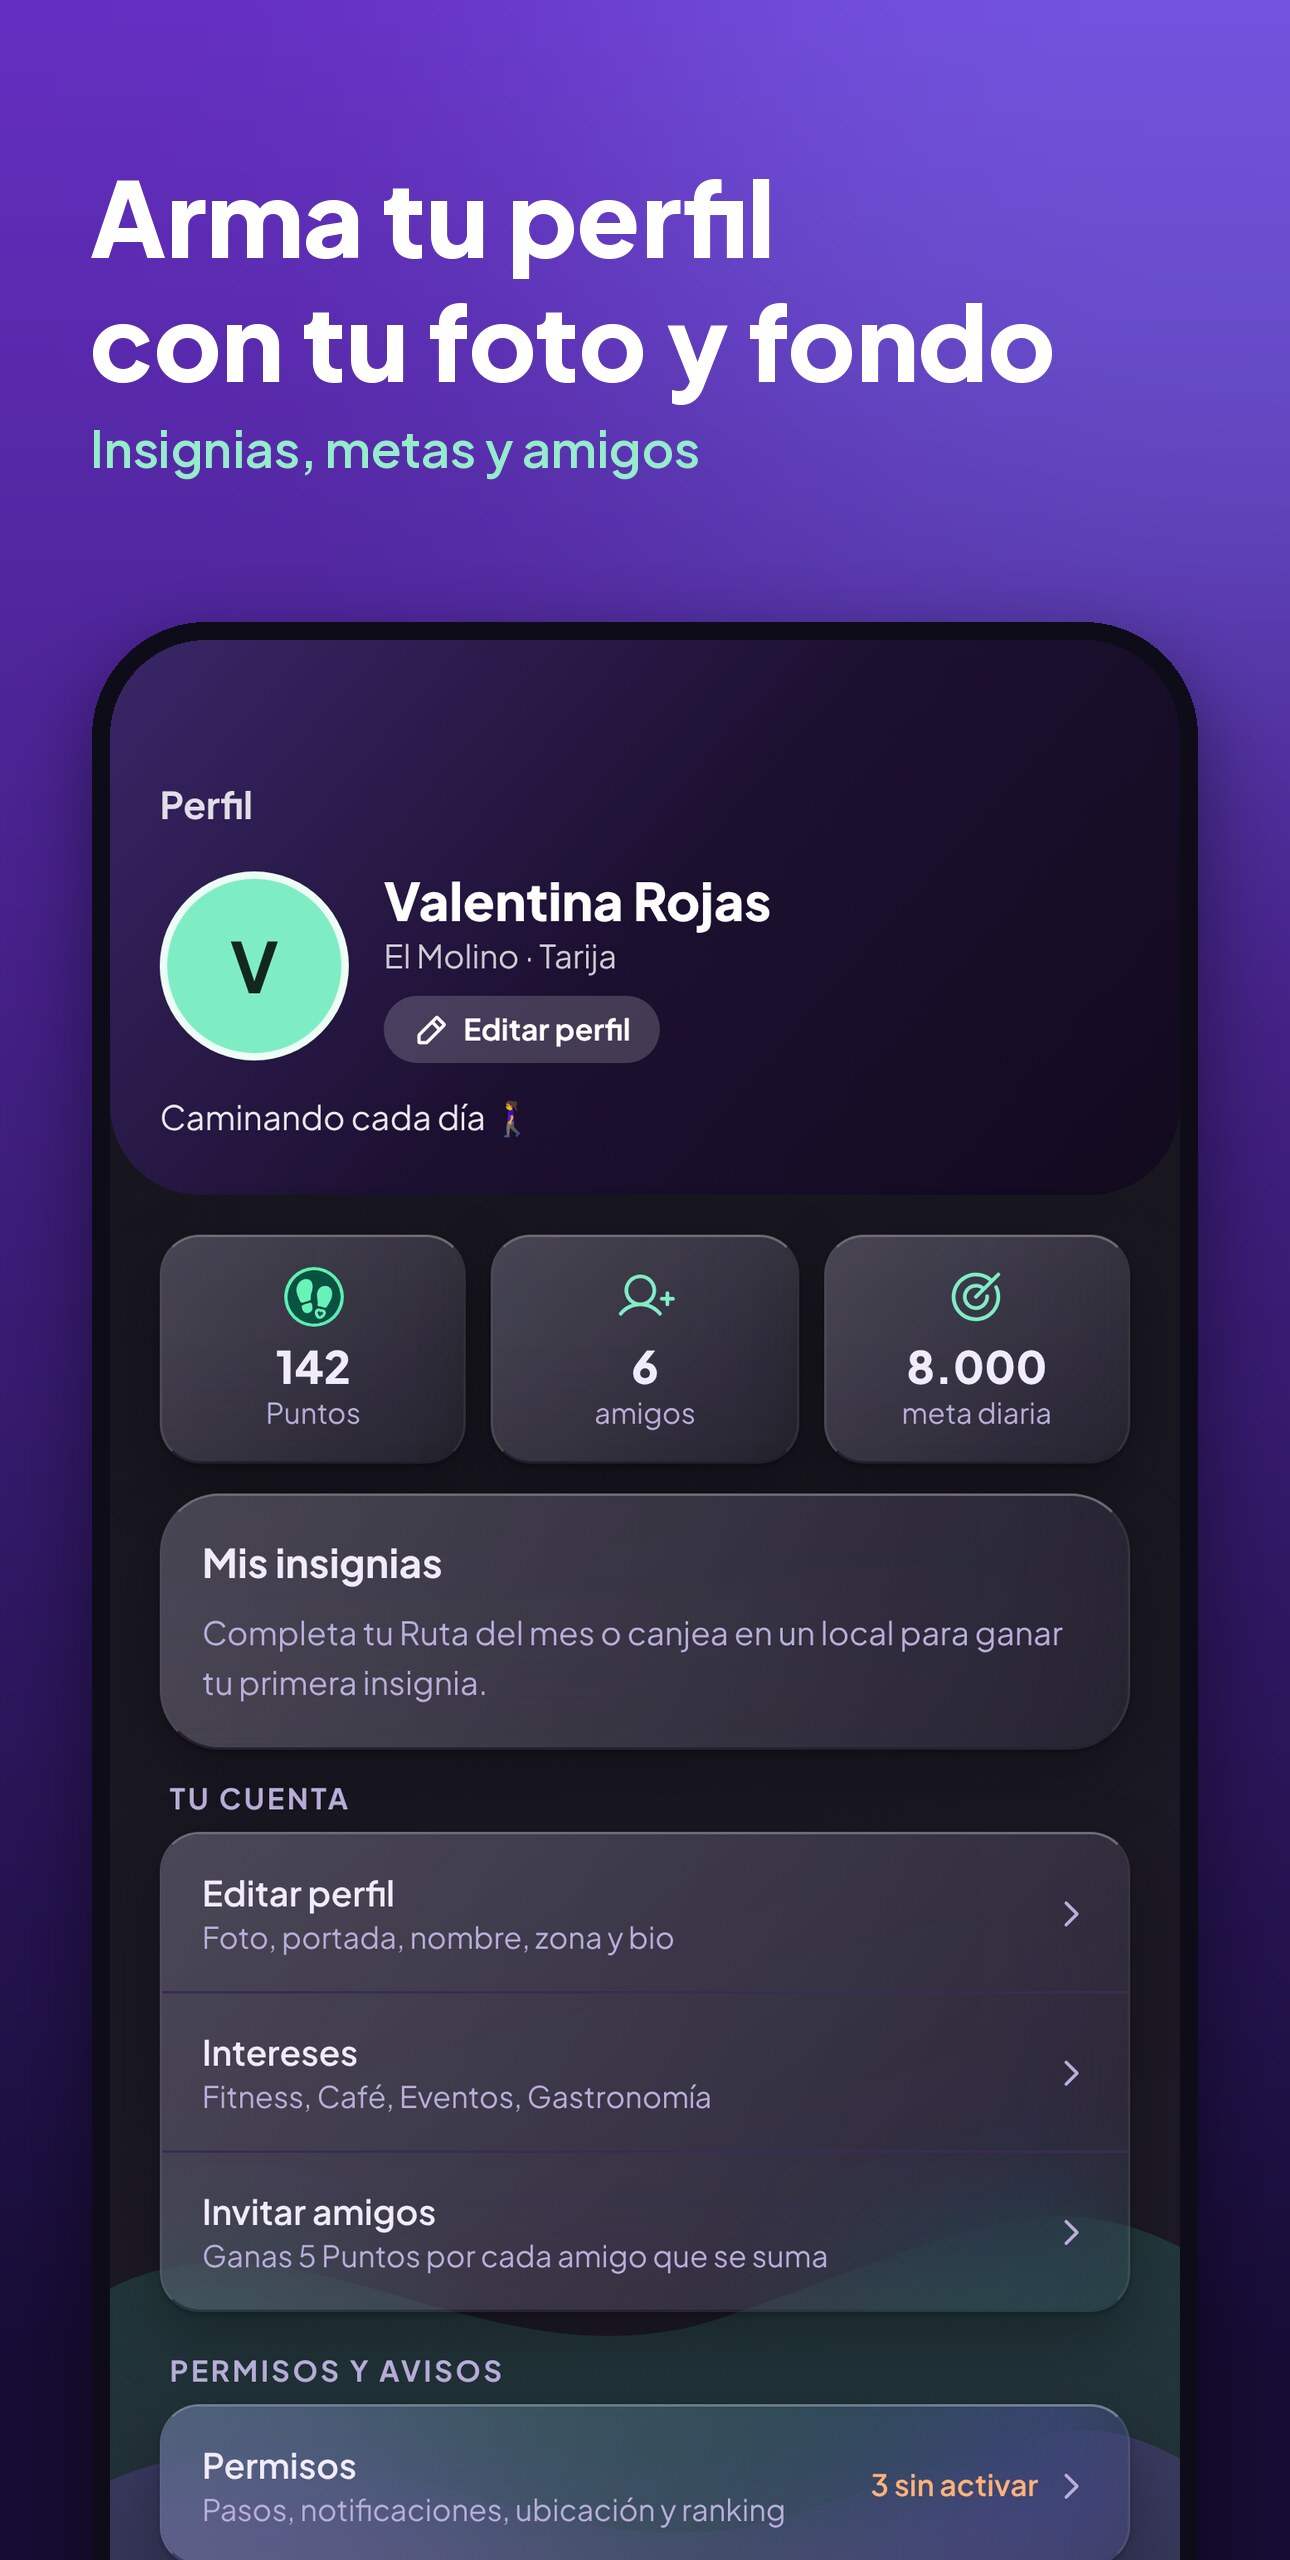 Arma tu perfil
con tu foto y fondo
Insignias, metas y amigos
Perfil
V
Valentina Rojas
El Molino · Tarija
Editar perfil
Caminando cada día 🚶‍♀️
142
Puntos
6
amigos
8.000
meta diaria
Mis insignias
Completa tu Ruta del mes o canjea en un local para ganar
tu primera insignia.
TU CUENTA
Editar perfil
Foto, portada, nombre, zona y bio
Intereses
Fitness, Café, Eventos, Gastronomía
Invitar amigos
Ganas 5 Puntos por cada amigo que se suma
PERMISOS Y AVISOS
Permisos
3 sin activar
Pasos, notificaciones, ubicación y ranking